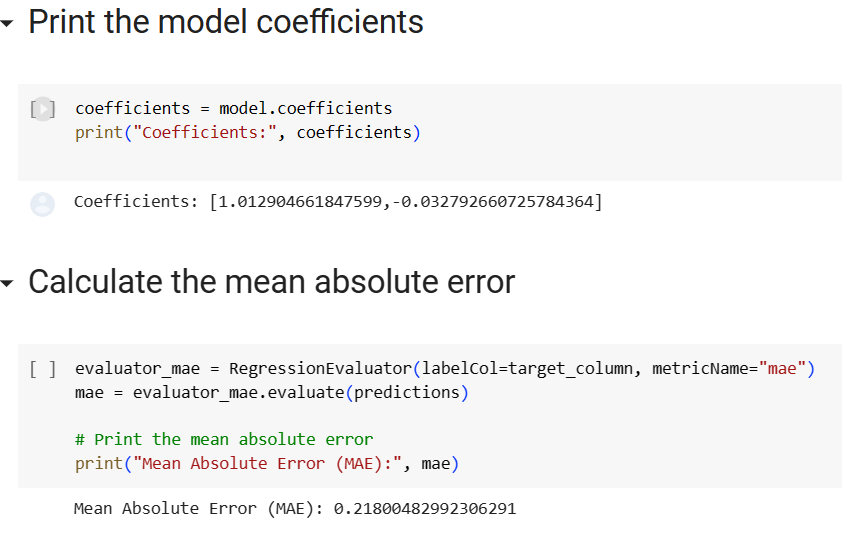 Print the model coefficients
[ ] coefficients = model.coefficients
print("Coefficients:", coefficients)
Coefficients: [1.012904661847599,-0.032792660725784364]
Calculate the mean absolute error
[ ] evaluator_mae = RegressionEvaluator(labelCol=target_column, metricName="mae")
mae = evaluator_mae.evaluate(predictions)
# Print the mean absolute error
print("Mean Absolute Error (MAE):", mae)
Mean Absolute Error (MAE): 0.21800482992306291